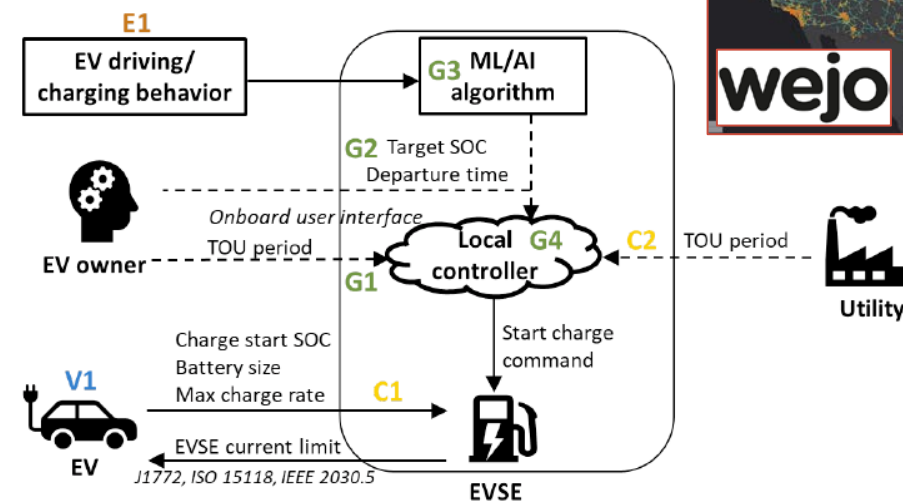 E1
EV driving/
charging behavior
G3 ML/AI
algorithm
wejo
G2 Target SOC
Departure time
Onboard user interface
EV owner
TOU period
G1
Local G4
controller
C2 TOU period
Utility
Start charge
command
Charge start SOC
Battery size
Max charge rate
C1
V1
EV
EVSE current limit
J1772, ISO 15118, IEEE 2030.5
EVSE